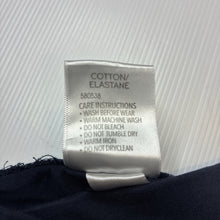 COTTON/
ELASTANE
580538
CARE INSTRUCTIONS
• WASH BEFORE WEAR
• WARM MACHINE WASH
• DO NOT BLEACH
• DO NOT TUMBLE DRY
• WARM IRON
• DO NOT DRYCLEAN